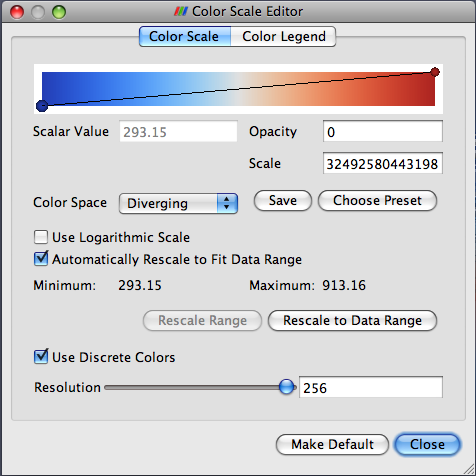 Color Scale Editor
Color Scale Color Legend
Scalar Value 293.15 Opacity 0
Scale 32492580443198
Color Space Diverging Save Choose Preset
Use Logarithmic Scale
Automatically Rescale to Fit Data Range
Minimum: 293.15 Maximum: 913.16
Rescale Range Rescale to Data Range
Use Discrete Colors
Resolution 256
Make Default Close